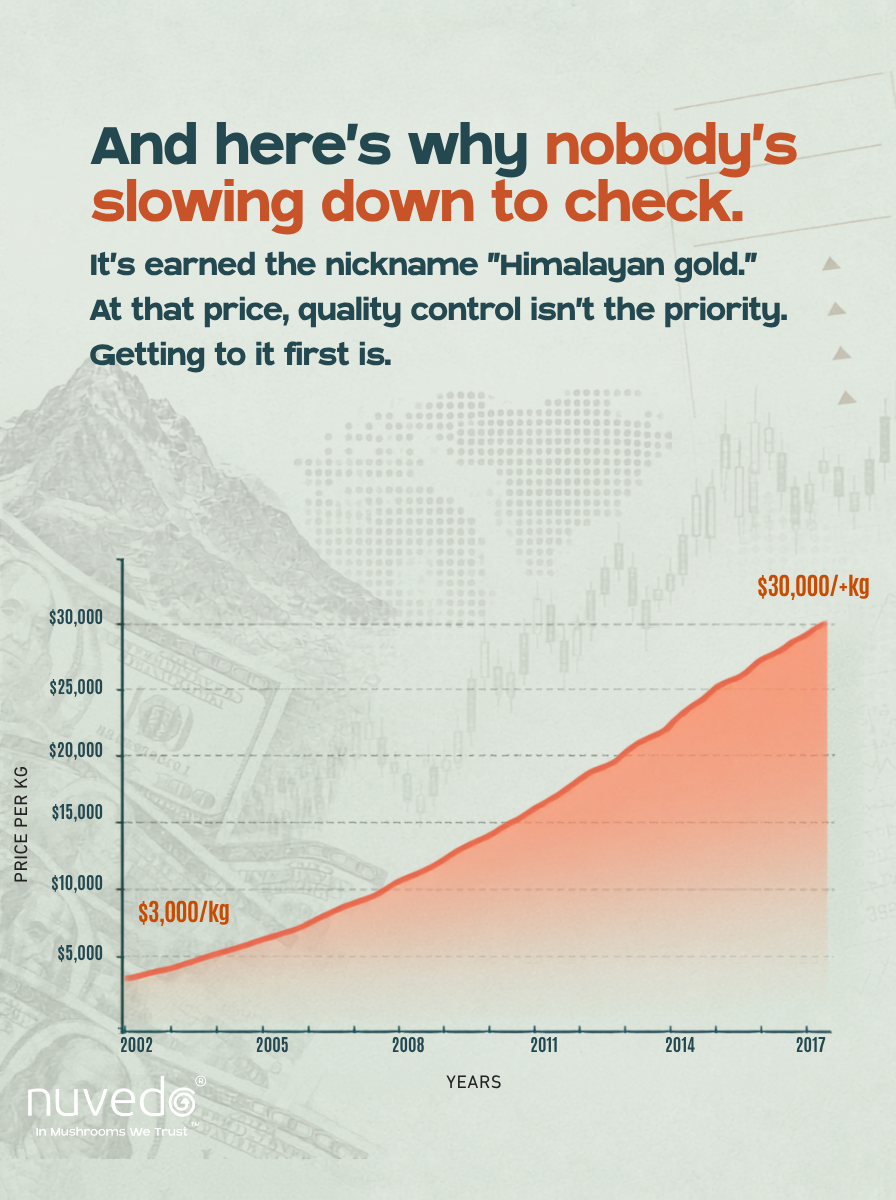 And here's why nobody's
slowing down to check.
It's earned the nickname "Himalayan gold."
At that price, quality control isn't the priority.
Getting to it first is.
$30,000/+kg
$30,000
$25,000
$20,000
$15,000
$10,000
$5,000
PRICE PER KG
$3,000/kg
2002 2005 2008 2011 2014 2017
YEARS
nuvedo®
In Mushrooms We Trust™